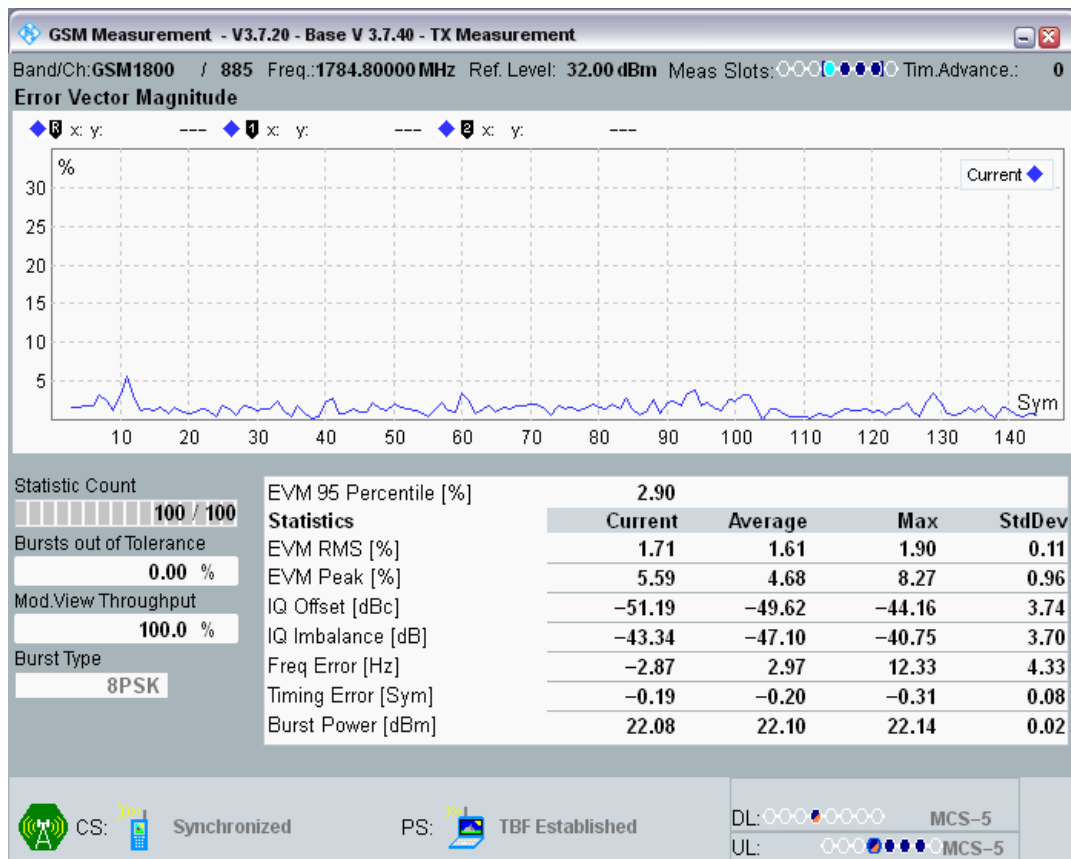 GSM Measurement - V3.7.20 - Base V 3.7.40 - TX Measurement
Band/Ch:GSM1800 / 885 Freq.:1784.80000 MHz Ref. Level: 32.00 dBm Meas Slots: Tim.Advance.: 0
Error Vector Magnitude
R x: y: --- 1 x: y: --- 2 x: y: ---
%
Current
30
25
20
15
10
5
Sym
10 20 30 40 50 60 70 80 90 100 110 120 130 140
Statistic Count
100 / 100
Bursts out of Tolerance
0.00 %
Mod.View Throughput
100.0 %
Burst Type
8PSK
EVM 95 Percentile [%] 2.90
Statistics Current Average Max StdDev
EVM RMS [%] 1.71 1.61 1.90 0.11
EVM Peak [%] 5.59 4.68 8.27 0.96
IQ Offset [dBc] −51.19 −49.62 −44.16 3.74
IQ Imbalance [dB] −43.34 −47.10 −40.75 3.70
Freq Error [Hz] −2.87 2.97 12.33 4.33
Timing Error [Sym] −0.19 −0.20 −0.31 0.08
Burst Power [dBm] 22.08 22.10 22.14 0.02
CS: Synchronized PS: TBF Established
DL: MCS−5
UL: MCS−5